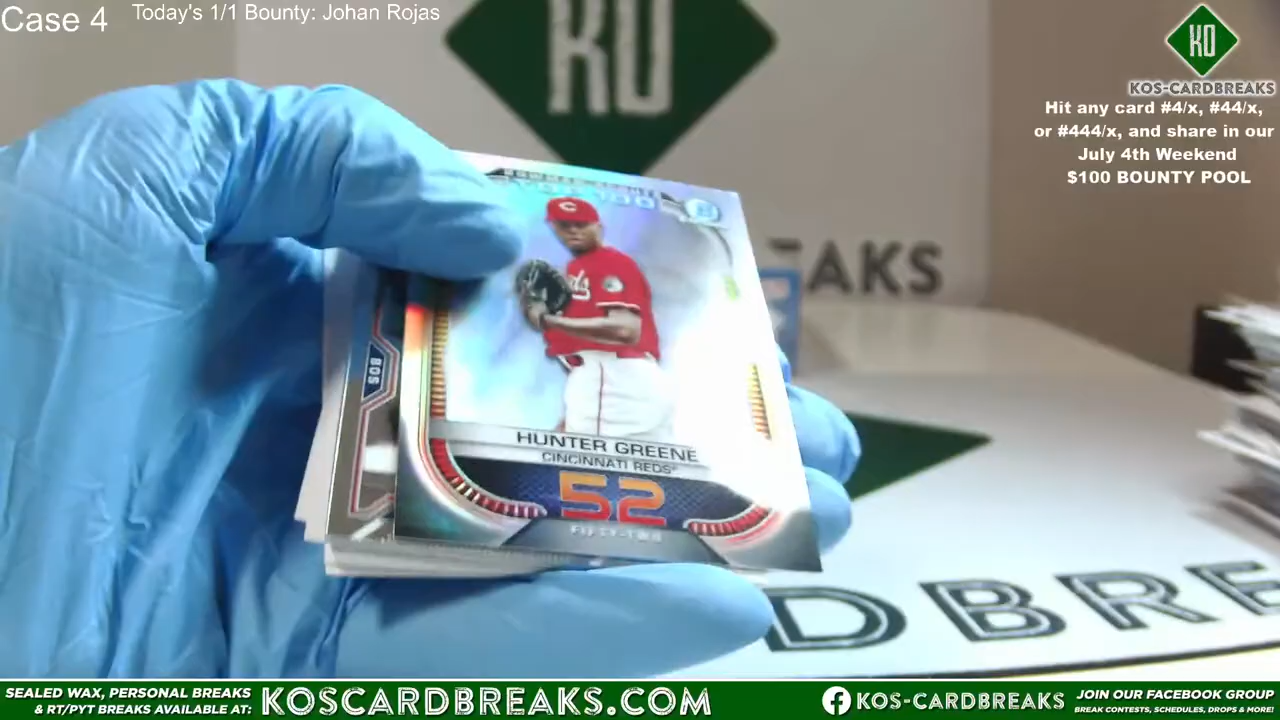 Case 4
Today's 1/1 Bounty: Johan Rojas
KO
KO
KOS-CARDBREAKS
Hit any card #4/x, #44/x,
or #444/x, and share in our
July 4th Weekend
$100 BOUNTY POOL
EAKS
BOS
HUNTER GREENE
CINCINNATI REDS
52
FIFTY-TWO
DBRE
SEALED WAX, PERSONAL BREAKS
& RT/PYT BREAKS AVAILABLE AT:
KOSCARDBREAKS.COM
KOS-CARDBREAKS
JOIN OUR FACEBOOK GROUP
BREAK CONTESTS, SCHEDULES, DROPS & MORE!